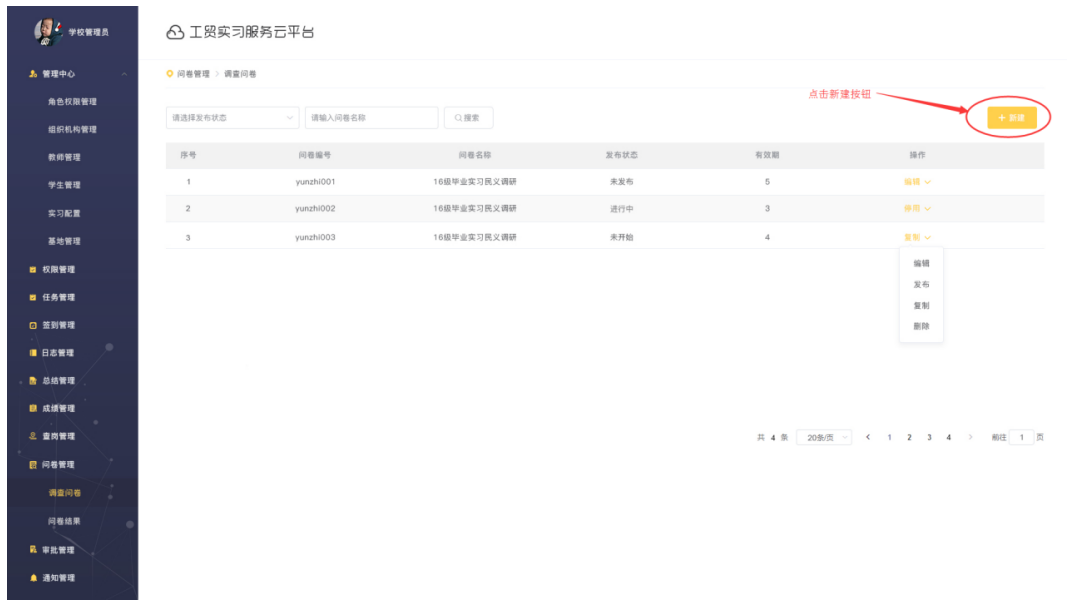 学校管理员
工贸实习服务云平台
管理中心
角色权限管理
组织机构管理
教师管理
学生管理
实习配置
基地管理
权限管理
任务管理
签到管理
日志管理
总结管理
成绩管理
查岗管理
问卷管理
调查问卷
问卷结果
审批管理
通知管理
问卷管理 > 调查问卷
点击新建按钮
请选择发布状态 请输入问卷名称 搜索 + 新建
序号 问卷编号 问卷名称 发布状态 有效期 操作
1 yunzhl001 16级毕业实习民义调研 未发布 5 编辑
2 yunzhl002 16级毕业实习民义调研 进行中 3
3 yunzhl003 16级毕业实习民义调研 未开始 4 复制
编辑
发布
复制
删除
共 4 条 20条/页 < 1 2 3 4 > 前往 1 页